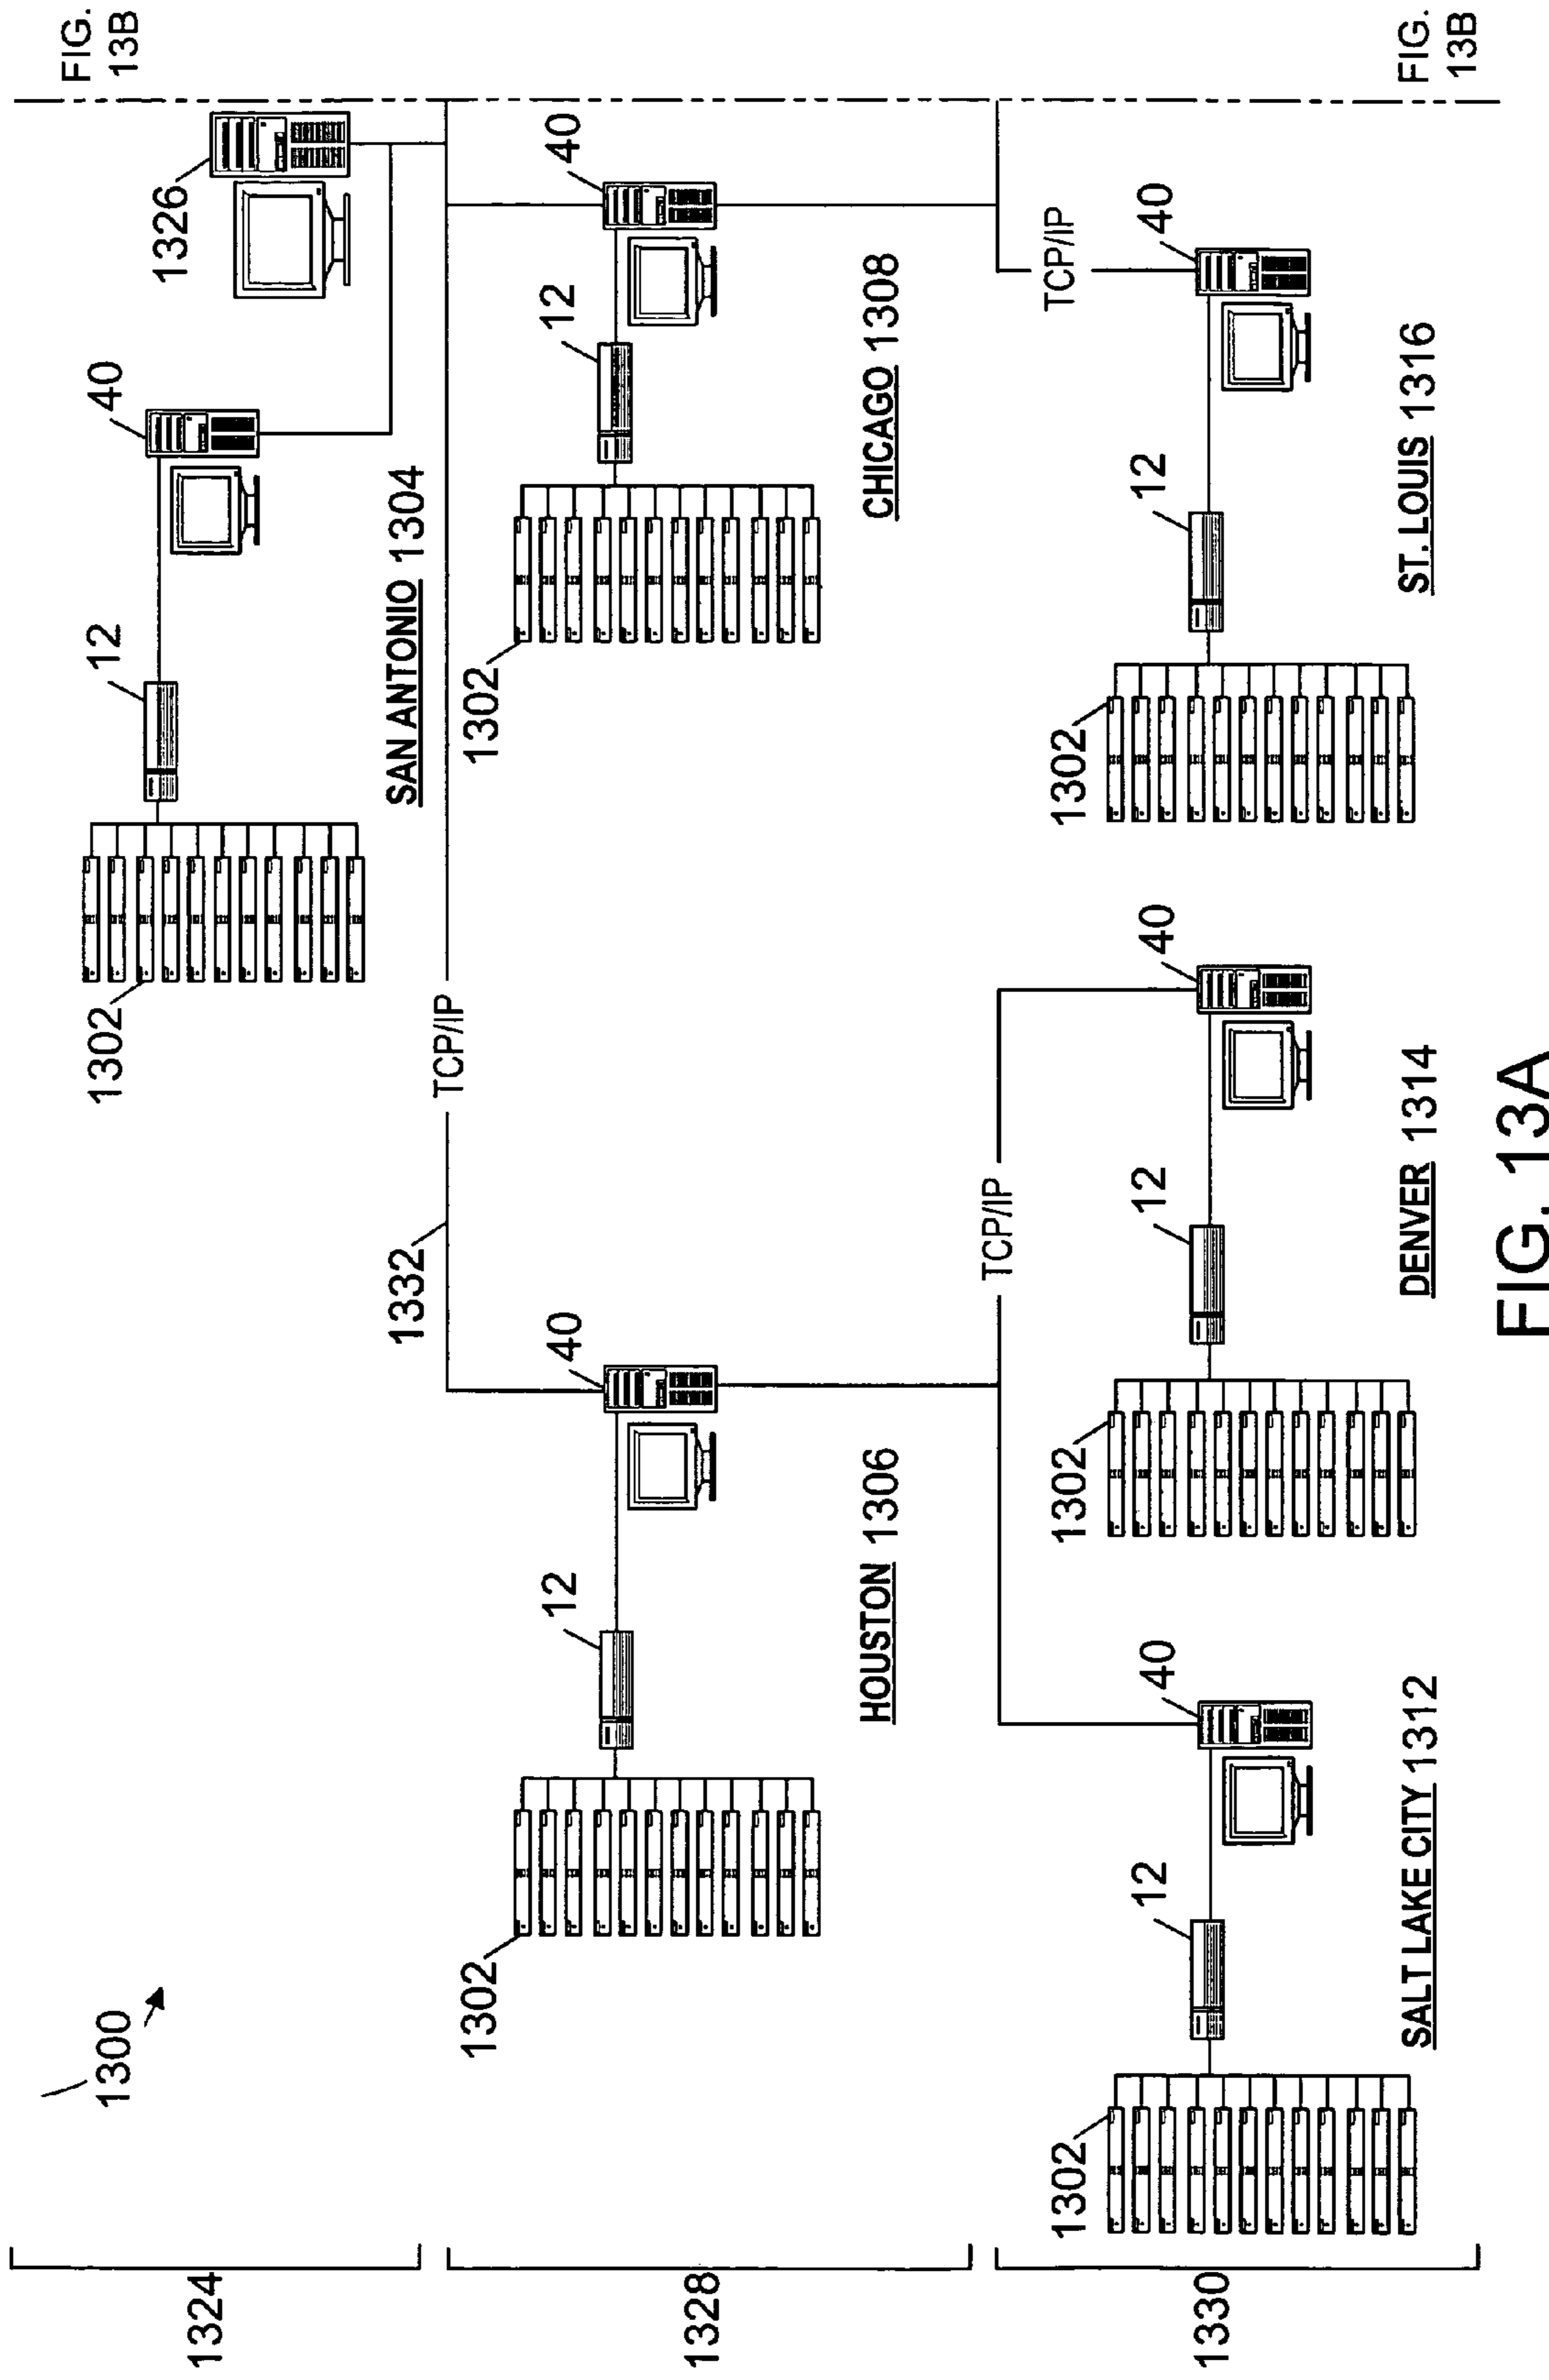 FIG.
13B
1300
1324
1326
40
12
1302
SAN ANTONIO 1304
1332
TCP/IP
1328
40
12
1302
HOUSTON 1306
40
12
1302
CHICAGO 1308
TCP/IP
TCP/IP
1330
40
12
1302
SALT LAKE CITY 1312
40
12
1302
DENVER 1314
40
12
1302
ST. LOUIS 1316
FIG.
13B
FIG. 13A